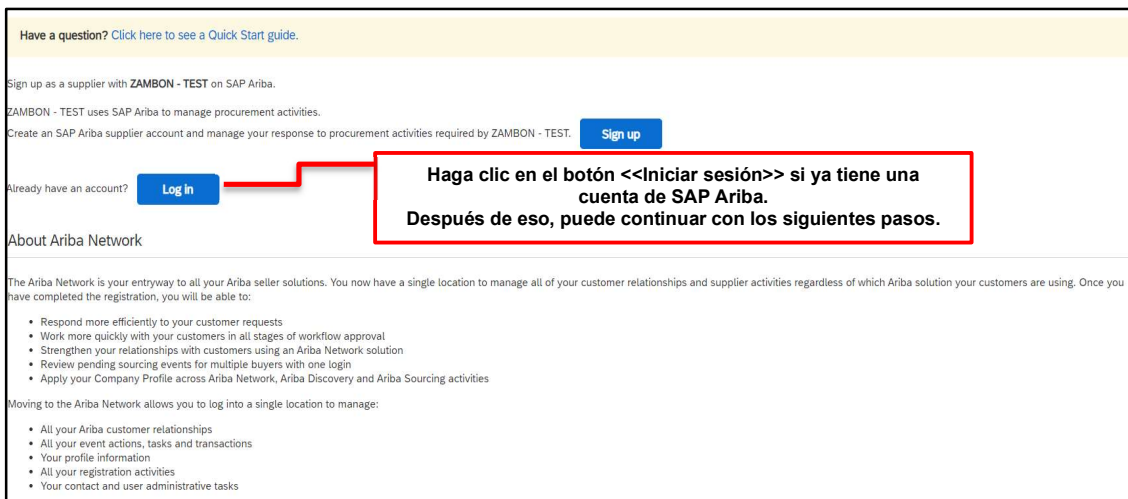 Have a question? Click here to see a Quick Start guide.
Sign up as a supplier with ZAMBON - TEST on SAP Ariba.
ZAMBON - TEST uses SAP Ariba to manage procurement activities.
Create an SAP Ariba supplier account and manage your response to procurement activities required by ZAMBON - TEST.
Sign up
Already have an account?
Log in
Haga clic en el botón <<Iniciar sesión>> si ya tiene una
cuenta de SAP Ariba.
Después de eso, puede continuar con los siguientes pasos.
About Ariba Network
The Ariba Network is your entryway to all your Ariba seller solutions. You now have a single location to manage all of your customer relationships and supplier activities regardless of which Ariba solution your customers are using. Once you
have completed the registration, you will be able to:
• Respond more efficiently to your customer requests
• Work more quickly with your customers in all stages of workflow approval
• Strengthen your relationships with customers using an Ariba Network solution
• Review pending sourcing events for multiple buyers with one login
• Apply your Company Profile across Ariba Network, Ariba Discovery and Ariba Sourcing activities
Moving to the Ariba Network allows you to log into a single location to manage:
• All your Ariba customer relationships
• All your event actions, tasks and transactions
• Your profile information
• All your registration activities
• Your contact and user administrative tasks